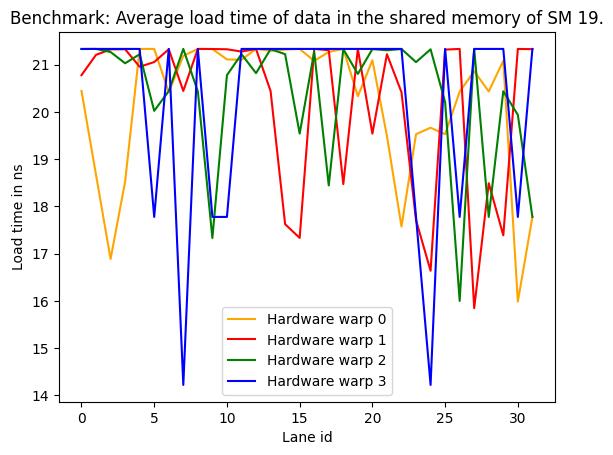 Benchmark: Average load time of data in the shared memory of SM 19.
Load time in ns
21
20
19
18
17
16
15
14
0 5 10 15 20 25 30
Lane id
Hardware warp 0
Hardware warp 1
Hardware warp 2
Hardware warp 3